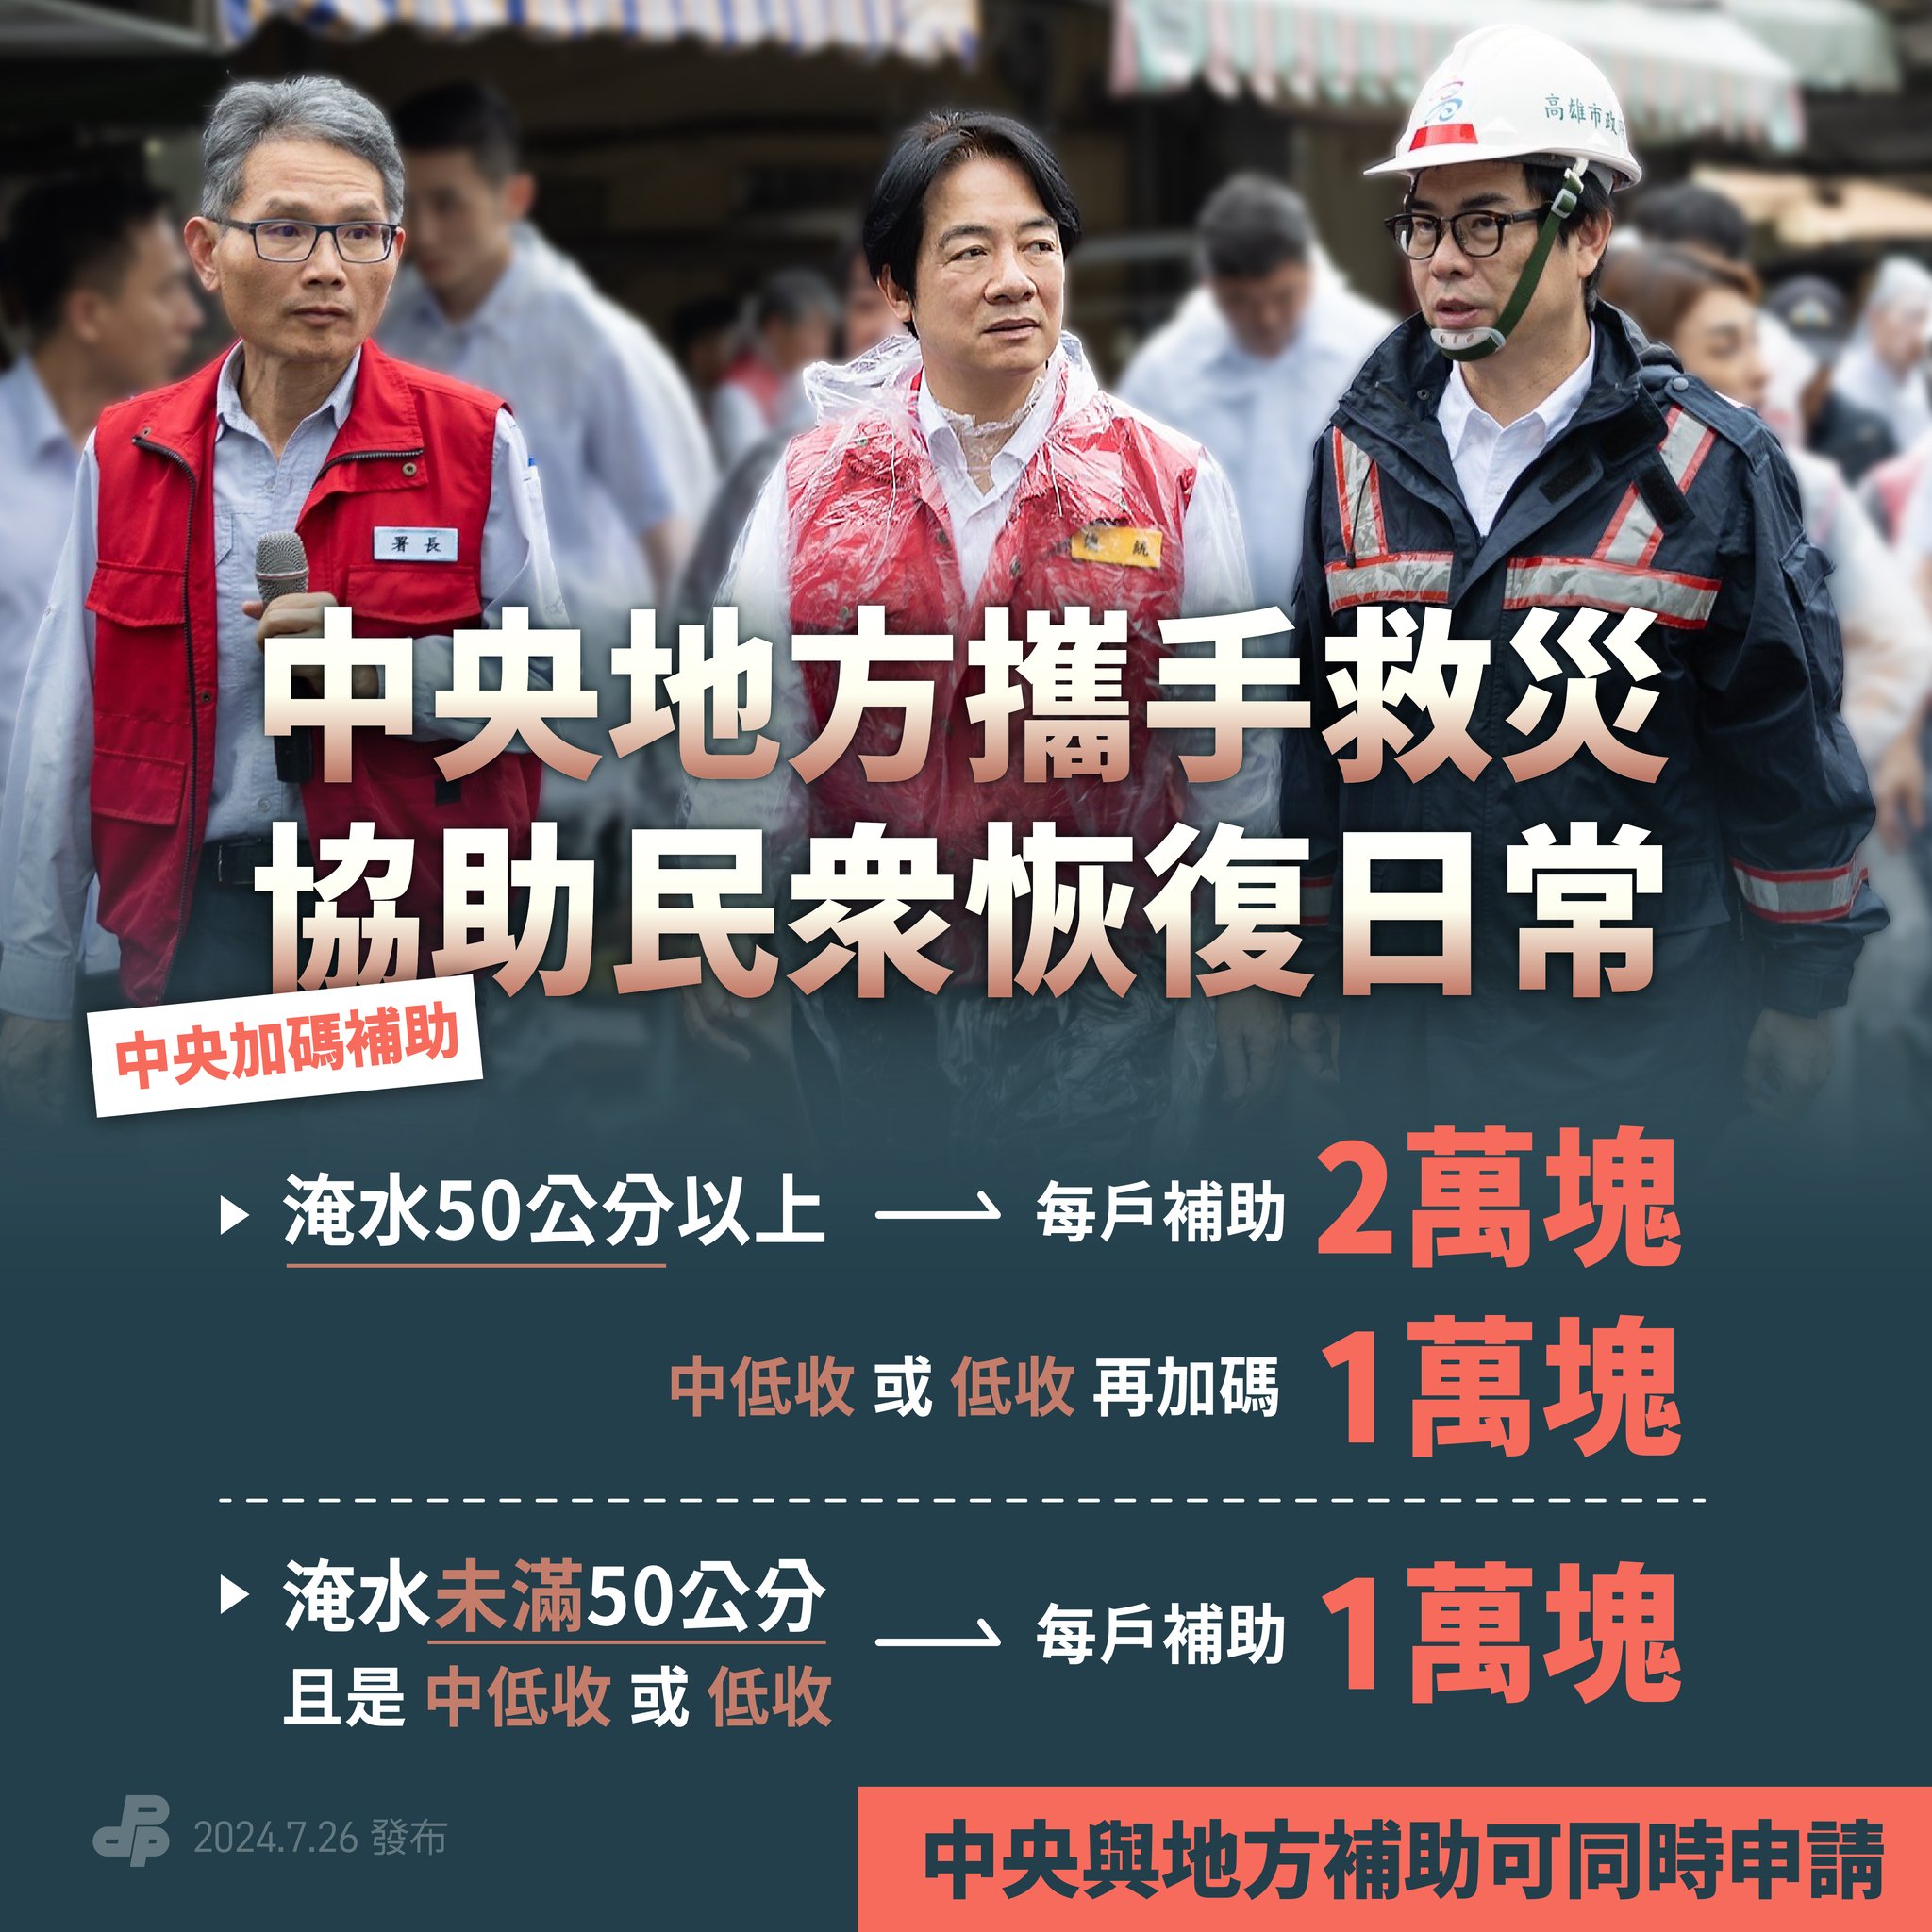 高雄市政
署長
總統
中央地方攜手救災
協助民眾恢復日常
中央加碼補助
淹水50公分以上 每戶補助 2萬塊
中低收 或 低收 再加碼 1萬塊
淹水未滿50公分
且是 中低收 或 低收
每戶補助 1萬塊
DPP 2024.7.26 發布
中央與地方補助可同時申請